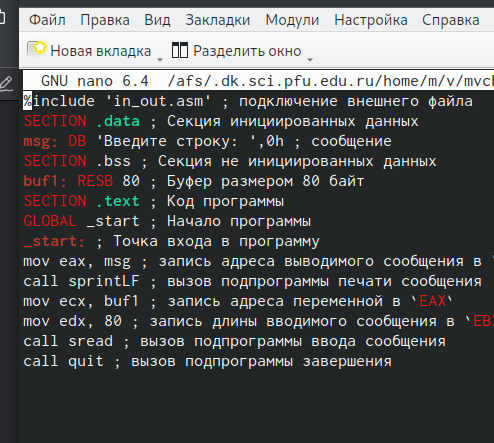 Файл Правка Вид Закладки Модули Настройка Справка
Новая вкладка Разделить окно
GNU nano 6.4 /afs/.dk.sci.pfu.edu.ru/home/m/v/mvch
%include 'in_out.asm' ; подключение внешнего файла
SECTION .data ; Секция инициированных данных
msg: DB 'Введите строку: ',0h ; сообщение
SECTION .bss ; Секция не инициированных данных
buf1: RESB 80 ; Буфер размером 80 байт
SECTION .text ; Код программы
GLOBAL _start ; Начало программы
_start: ; Точка входа в программу
mov eax, msg ; запись адреса выводимого сообщения в `
call sprintLF ; вызов подпрограммы печати сообщения
mov ecx, buf1 ; запись адреса переменной в `EAX`
mov edx, 80 ; запись длины вводимого сообщения в `EBX
call sread ; вызов подпрограммы ввода сообщения
call quit ; вызов подпрограммы завершения